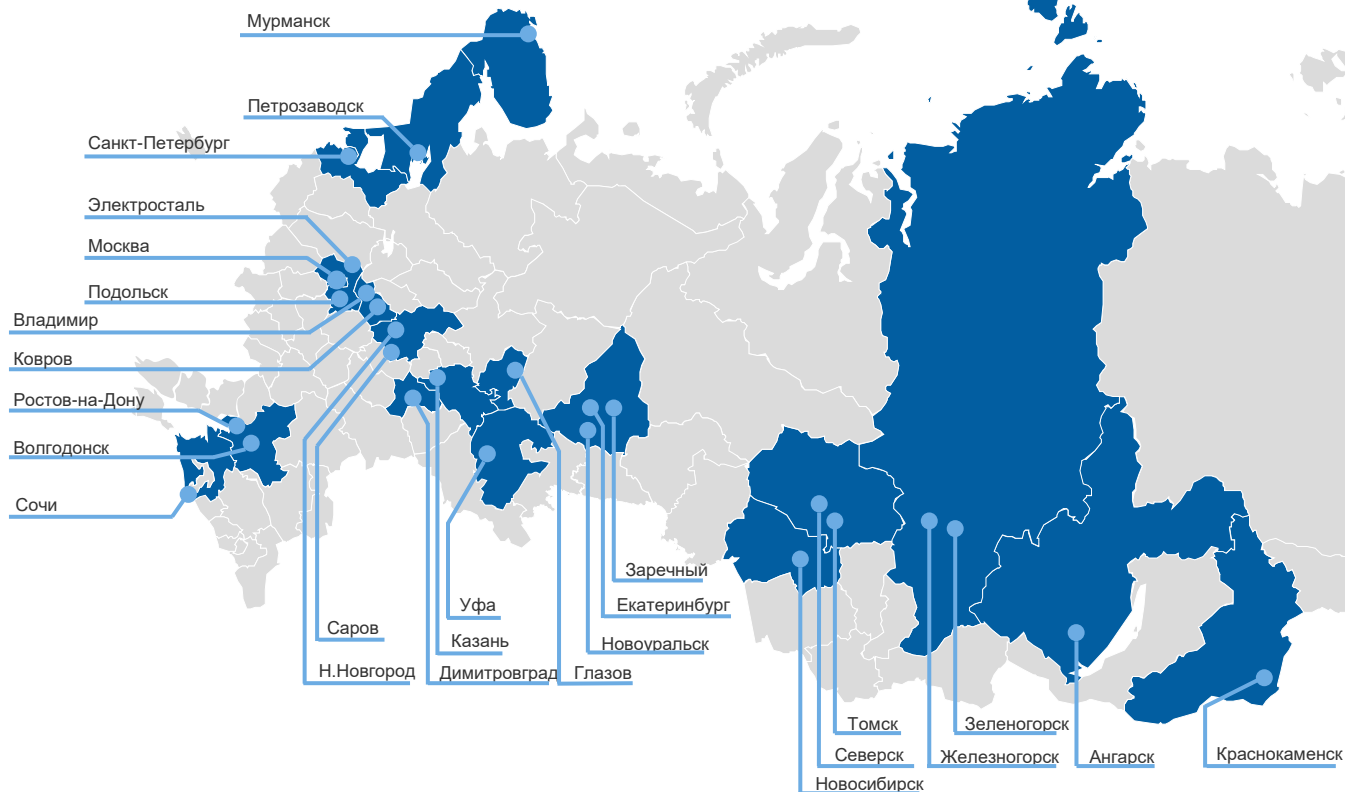 Мурманск
Петрозаводск
Санкт-Петербург
Электросталь
Москва
Подольск
Владимир
Ковров
Ростов-на-Дону
Волгодонск
Сочи
Заречный
Уфа
Екатеринбург
Саров
Казань
Новоуральск
Н.Новгород
Димитровград
Глазов
Томск
Зеленогорск
Северск
Железногорск
Ангарск
Краснокаменск
Новосибирск